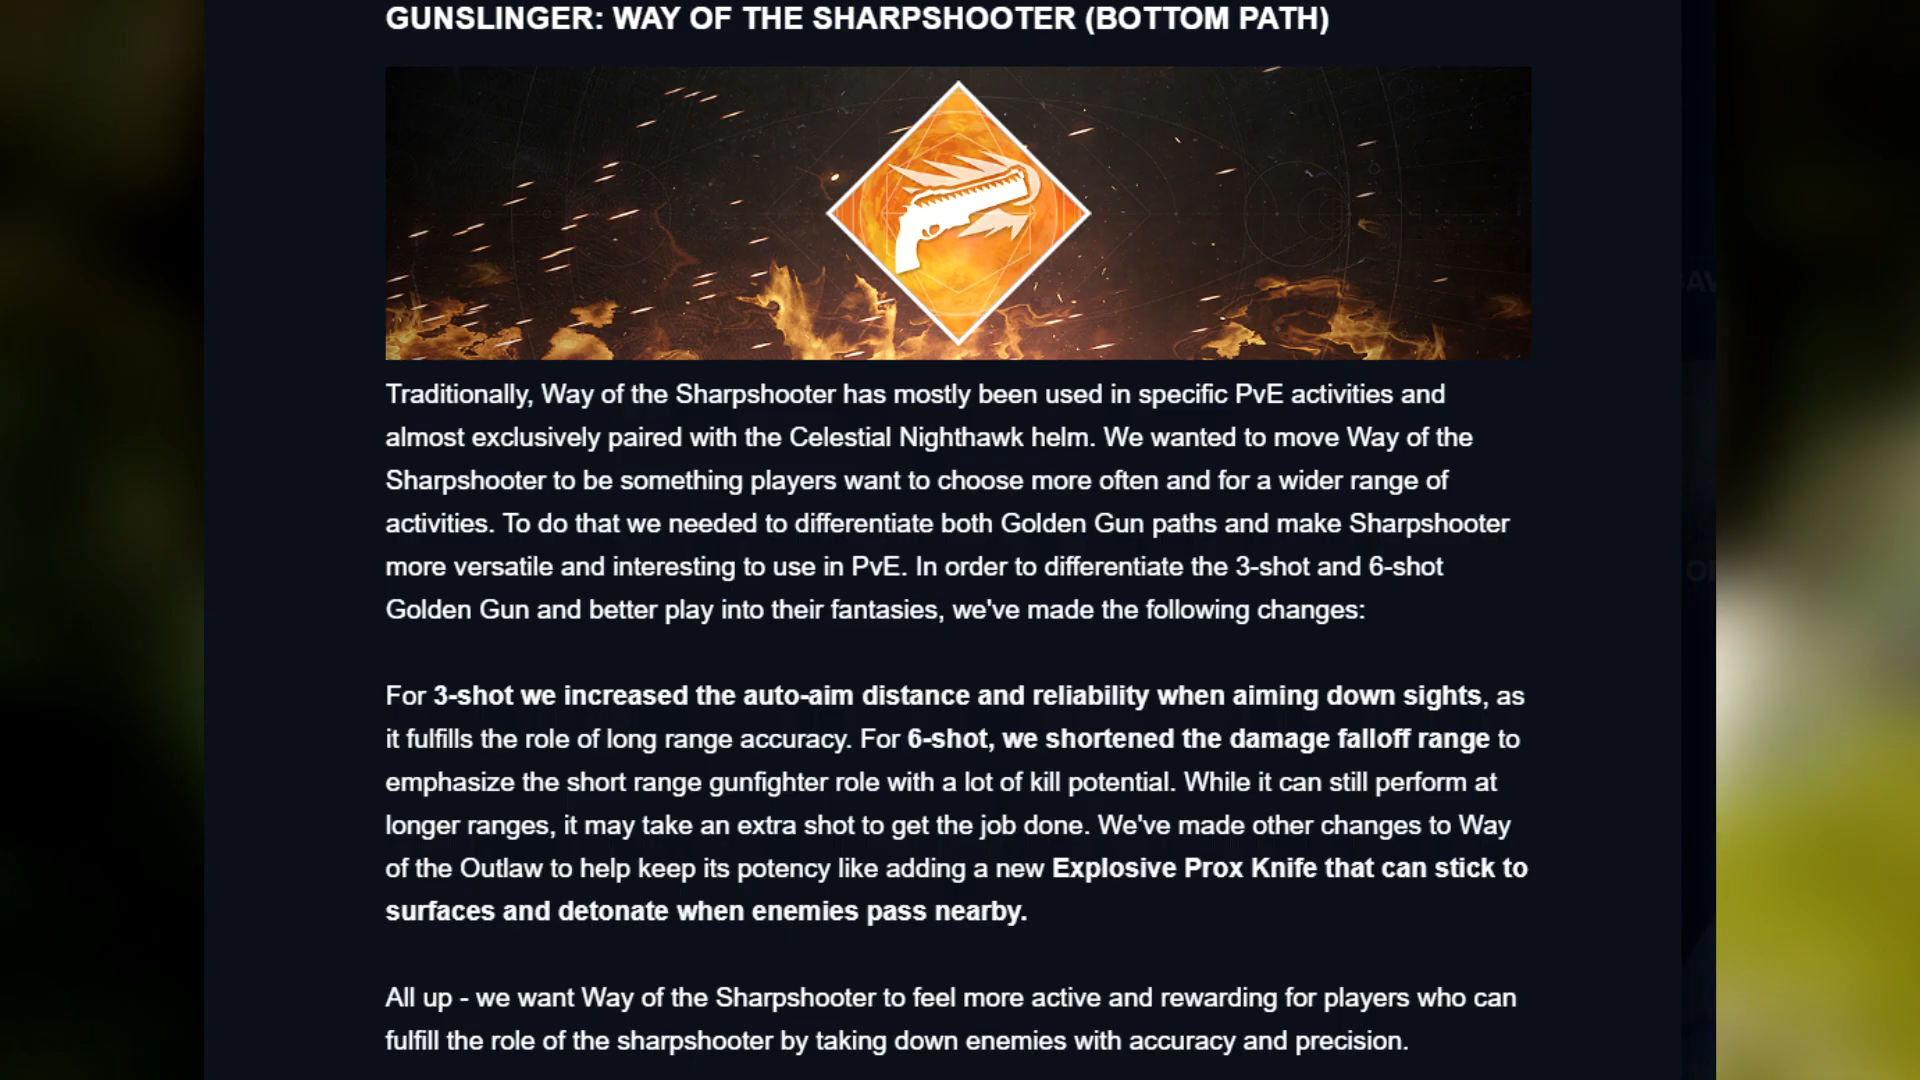 GUNSLINGER: WAY OF THE SHARPSHOOTER (BOTTOM PATH)
Traditionally, Way of the Sharpshooter has mostly been used in specific PvE activities and
almost exclusively paired with the Celestial Nighthawk helm. We wanted to move Way of the
Sharpshooter to be something players want to choose more often and for a wider range of
activities. To do that we needed to differentiate both Golden Gun paths and make Sharpshooter
more versatile and interesting to use in PvE. In order to differentiate the 3-shot and 6-shot
Golden Gun and better play into their fantasies, we've made the following changes:
For 3-shot we increased the auto-aim distance and reliability when aiming down sights, as
it fulfills the role of long range accuracy. For 6-shot, we shortened the damage falloff range to
emphasize the short range gunfighter role with a lot of kill potential. While it can still perform at
longer ranges, it may take an extra shot to get the job done. We've made other changes to Way
of the Outlaw to help keep its potency like adding a new Explosive Prox Knife that can stick to
surfaces and detonate when enemies pass nearby.
All up - we want Way of the Sharpshooter to feel more active and rewarding for players who can
fulfill the role of the sharpshooter by taking down enemies with accuracy and precision.